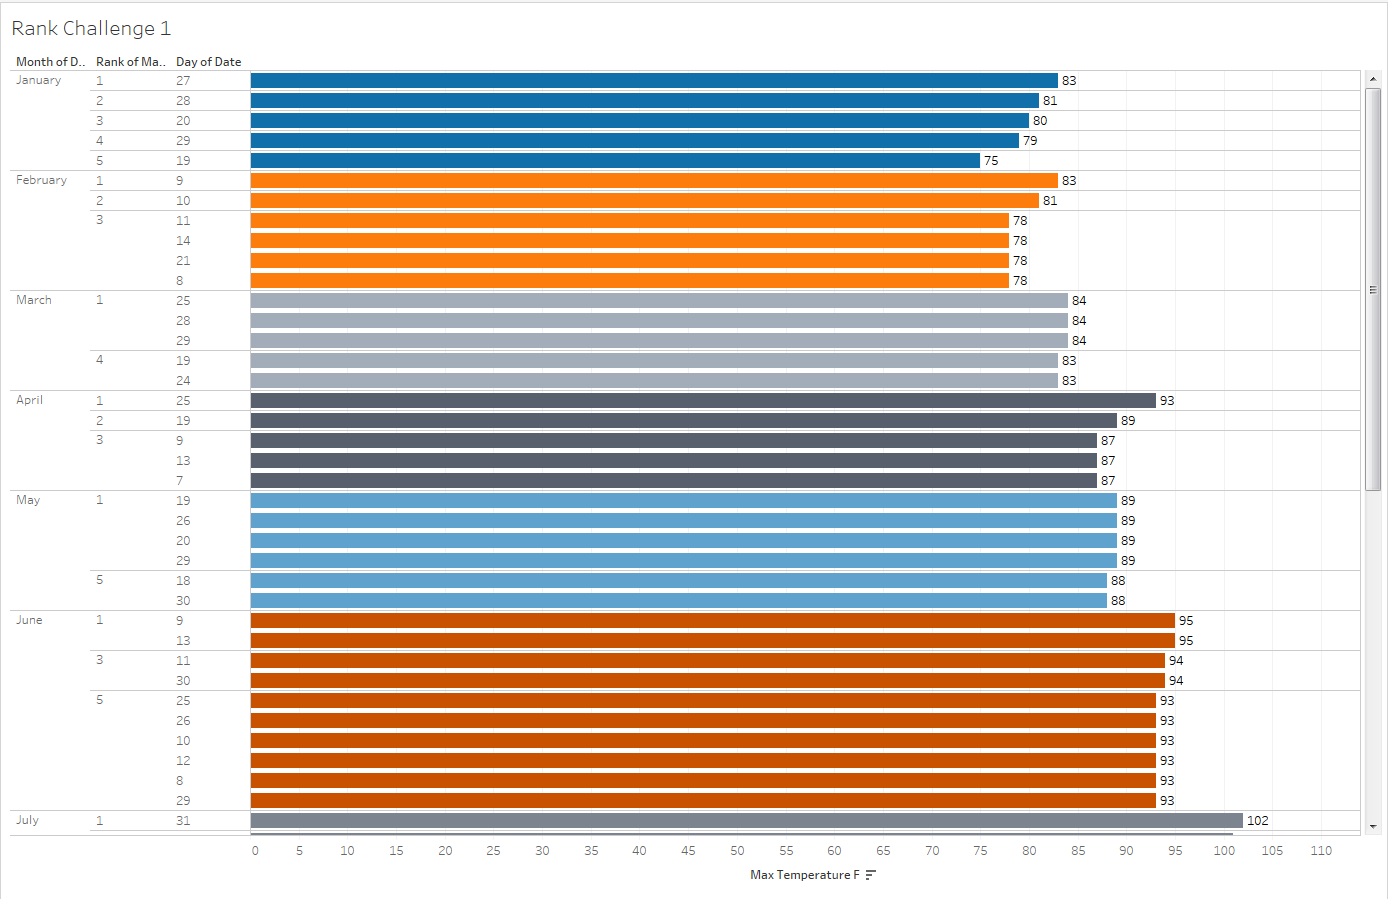 Rank Challenge 1
Month of D.. Rank of Ma.. Day of Date
January 1 27 83
2 28 81
3 20 80
4 29 79
5 19 75
February 1 9 83
2 10 81
3 11 78
14 78
21 78
8 78
March 1 25 84
28 84
29 84
4 19 83
24 83
April 1 25 93
2 19 89
3 9 87
13 87
7 87
May 1 19 89
26 89
20 89
29 89
5 18 88
30 88
June 1 9 95
13 95
3 11 94
30 94
5 25 93
26 93
10 93
12 93
8 93
29 93
July 1 31 102
0 5 10 15 20 25 30 35 40 45 50 55 60 65 70 75 80 85 90 95 100 105 110
Max Temperature F